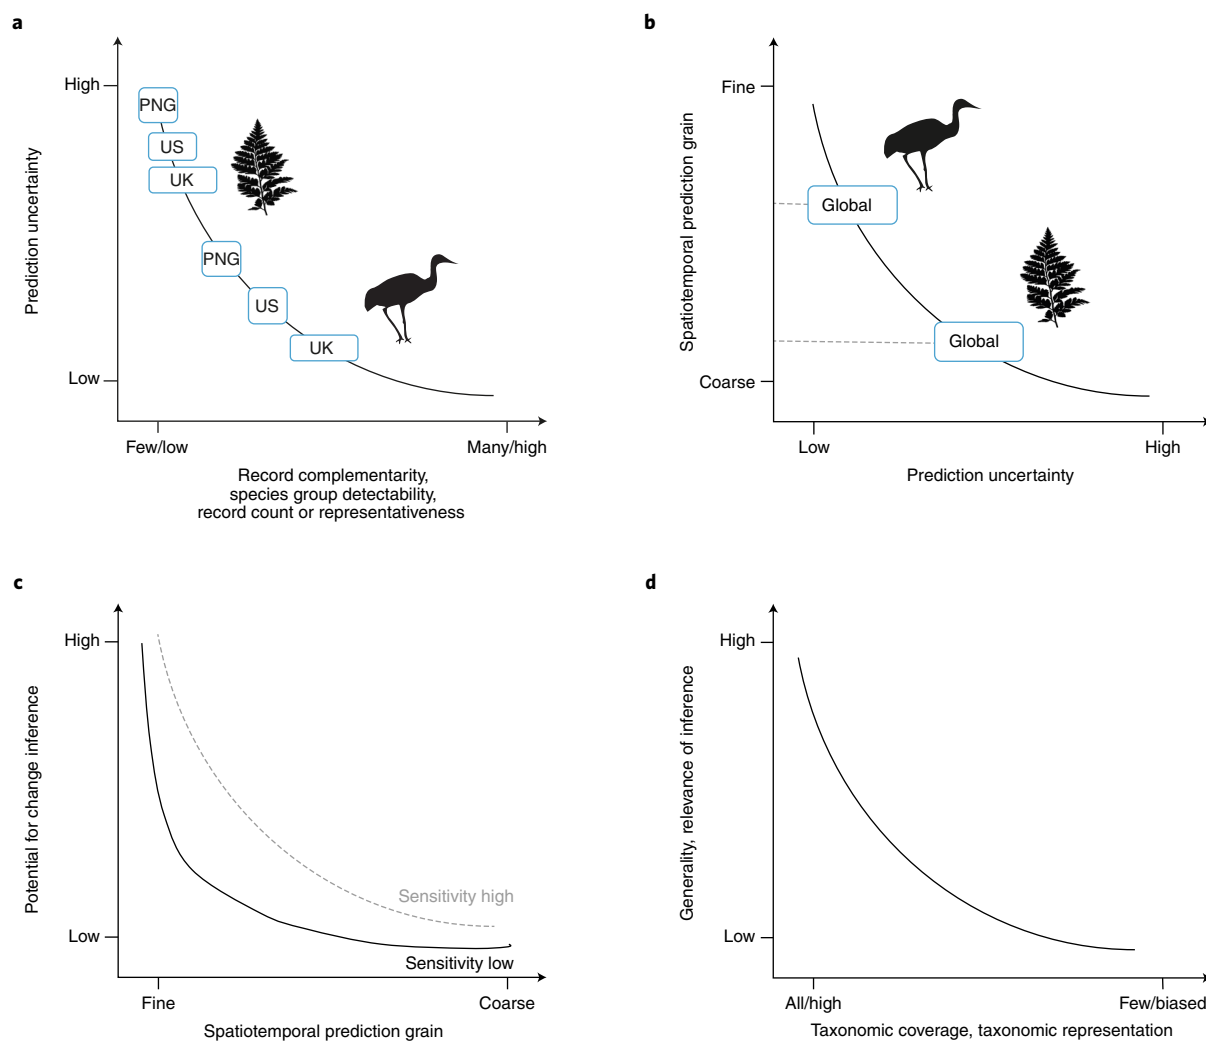 a
High
PNG
US
UK
PNG
US
UK
Low
Prediction uncertainty
Few/low
Many/high
Record complementarity,
species group detectability,
record count or representativeness
b
Fine
Global
Global
Coarse
Spatiotemporal prediction grain
Low
High
Prediction uncertainty
c
High
Low
Potential for change inference
Sensitivity high
Sensitivity low
Fine
Coarse
Spatiotemporal prediction grain
d
High
Low
Generality, relevance of inference
All/high
Few/biased
Taxonomic coverage, taxonomic representation